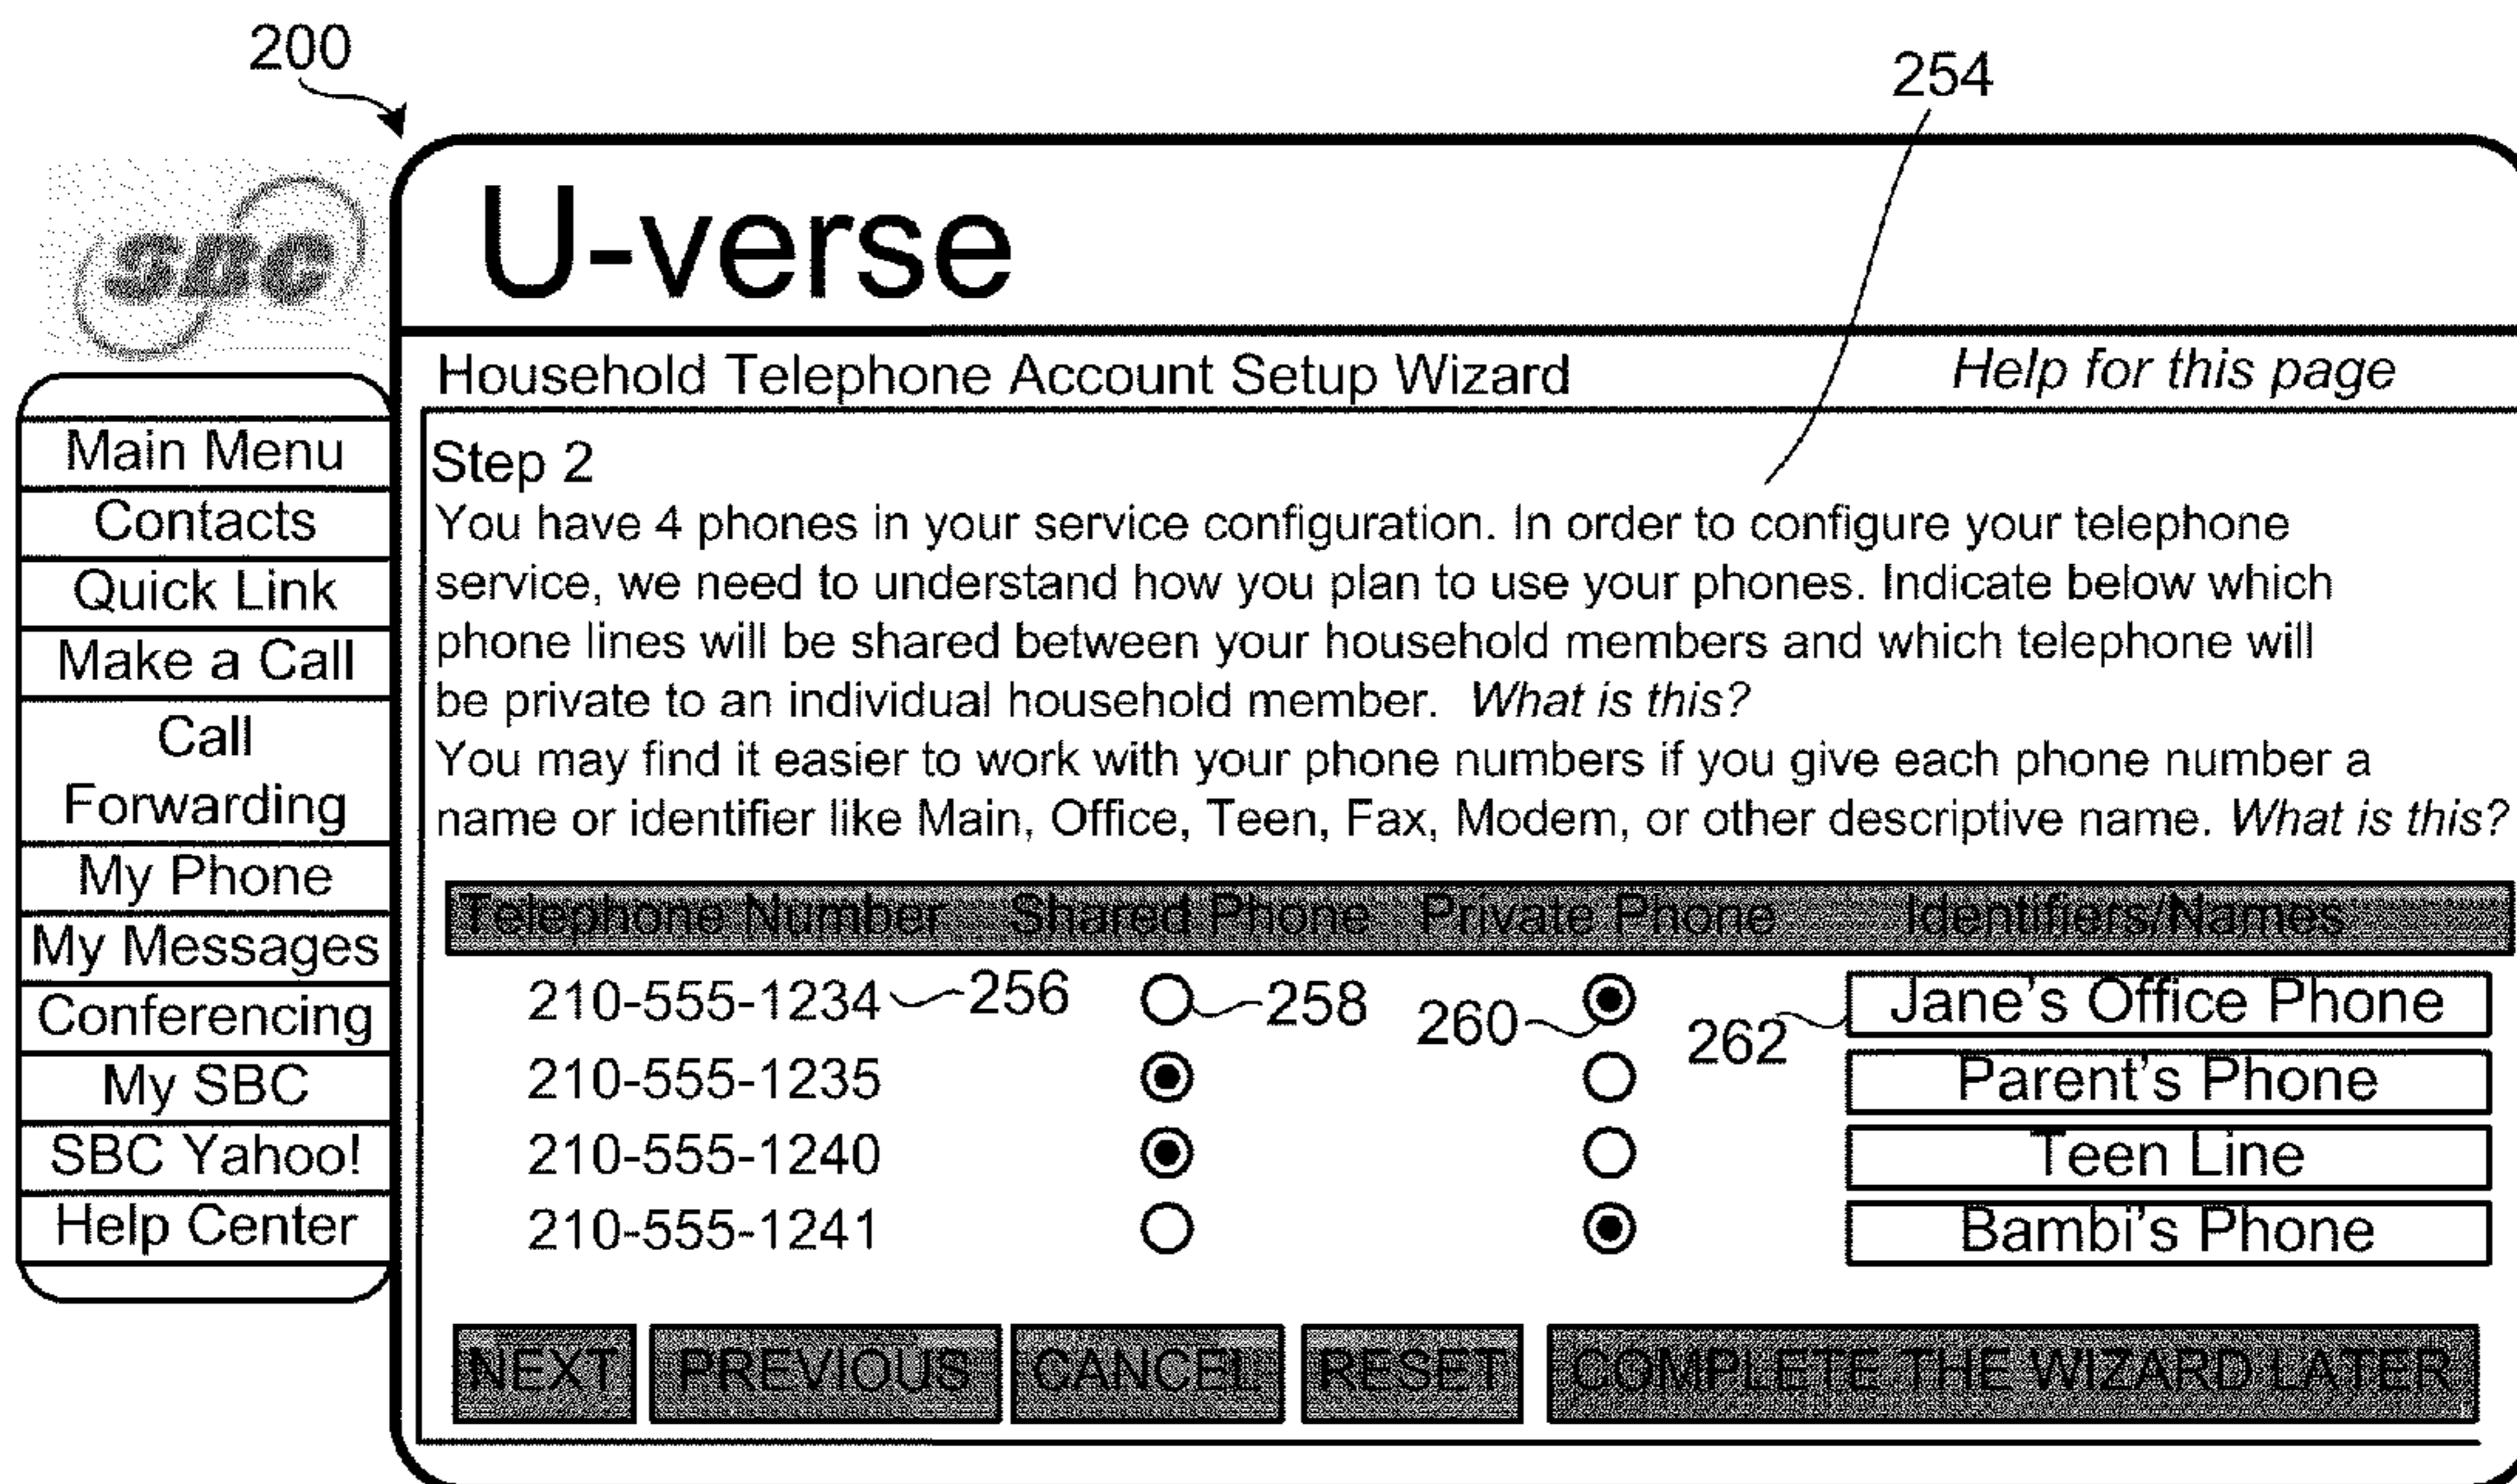 200
254
SBC
U-verse
Household Telephone Account Setup Wizard Help for this page
Main Menu
Contacts
Quick Link
Make a Call
Call
Forwarding
My Phone
My Messages
Conferencing
My SBC
SBC Yahoo!
Help Center
Step 2
You have 4 phones in your service configuration. In order to configure your telephone
service, we need to understand how you plan to use your phones. Indicate below which
phone lines will be shared between your household members and which telephone will
be private to an individual household member. What is this?
You may find it easier to work with your phone numbers if you give each phone number a
name or identifier like Main, Office, Teen, Fax, Modem, or other descriptive name. What is this?
Telephone Number Shared Phone Private Phone Identifiers/Names
210-555-1234 256 258 260 262 Jane's Office Phone
210-555-1235 Parent's Phone
210-555-1240 Teen Line
210-555-1241 Bambi's Phone
NEXT PREVIOUS CANCEL RESET COMPLETE THE WIZARD LATER